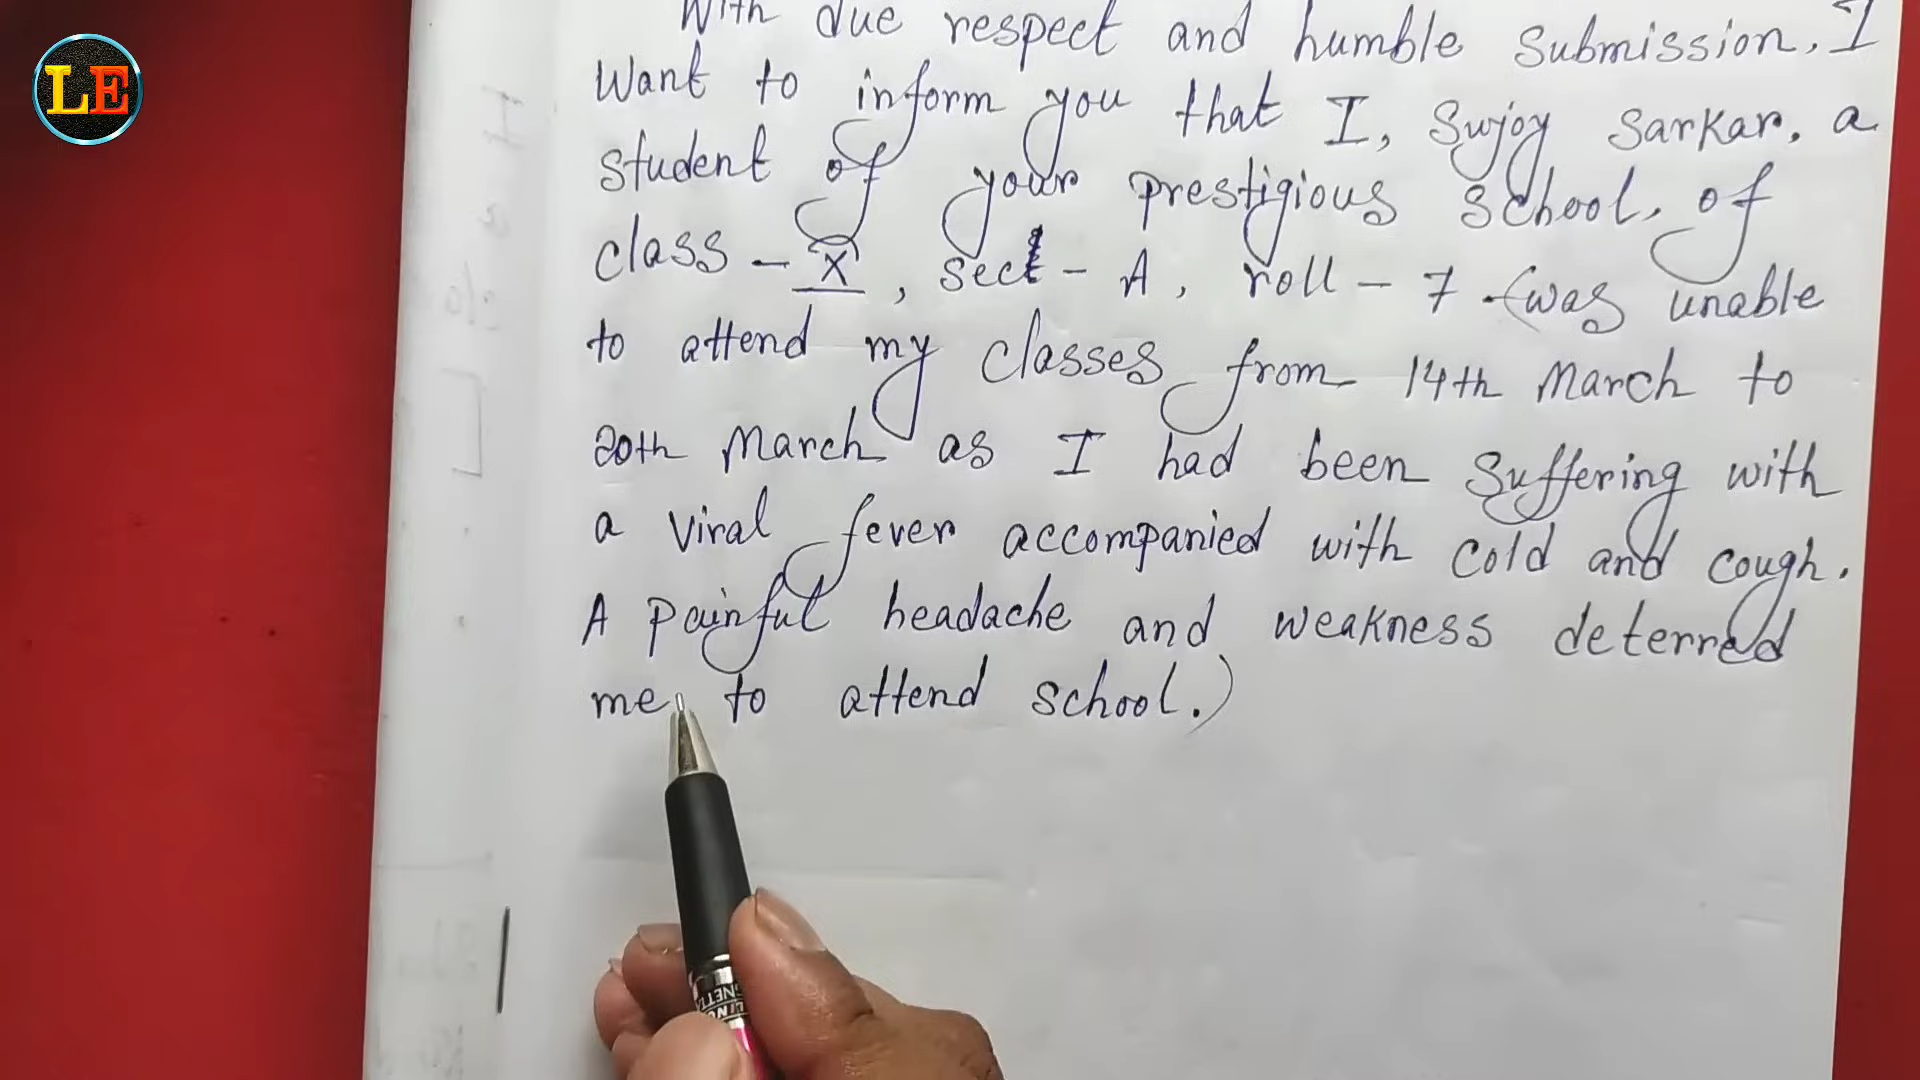 LE
With due respect and humble submission, I
want to inform you that I, Sujoy Sarkar, a
student of your prestigious school, of
class - X, sect - A, roll - 7. (was unable
to attend my classes from 14th March to
20th March as I had been suffering with
a viral fever accompanied with cold and cough.
A painful headache and weakness deterred
me to attend school.)